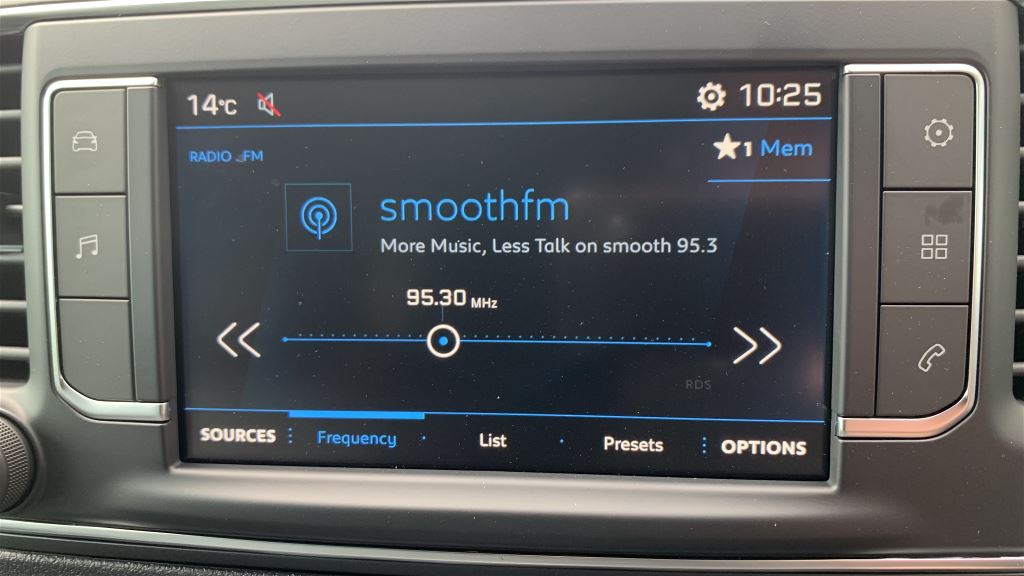 14°C
10:25
RADIO FM
1 Mem
smoothfm
More Music, Less Talk on smooth 95.3
95.30 MHz
RDS
SOURCES
Frequency
List
Presets
OPTIONS